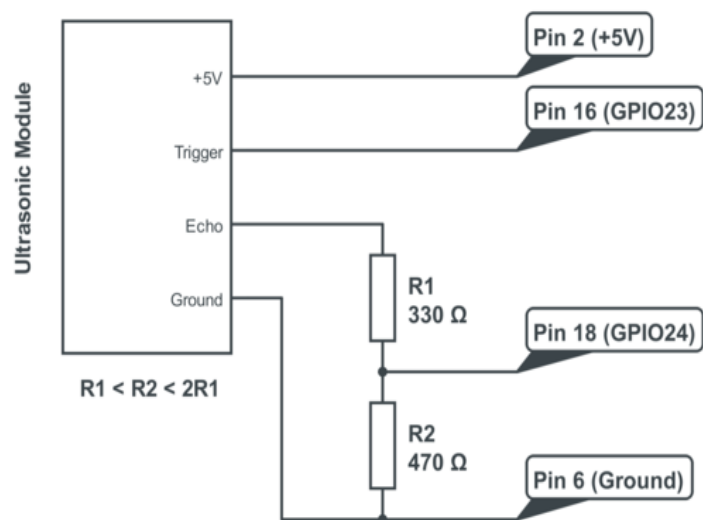 Ultrasonic Module
+5V
Trigger
Echo
Ground
R1 < R2 < 2R1
R1
330 Ω
R2
470 Ω
Pin 2 (+5V)
Pin 16 (GPIO23)
Pin 18 (GPIO24)
Pin 6 (Ground)